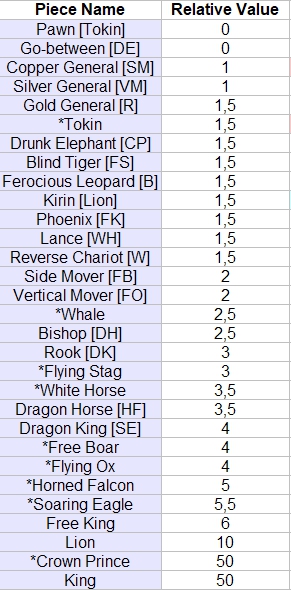 Piece Name Relative Value
Pawn [Tokin] 0
Go-between [DE] 0
Copper General [SM] 1
Silver General [VM] 1
Gold General [R] 1,5
*Tokin 1,5
Drunk Elephant [CP] 1,5
Blind Tiger [FS] 1,5
Ferocious Leopard [B] 1,5
Kirin [Lion] 1,5
Phoenix [FK] 1,5
Lance [WH] 1,5
Reverse Chariot [W] 1,5
Side Mover [FB] 2
Vertical Mover [FO] 2
*Whale 2,5
Bishop [DH] 2,5
Rook [DK] 3
*Flying Stag 3
*White Horse 3,5
Dragon Horse [HF] 3,5
Dragon King [SE] 4
*Free Boar 4
*Flying Ox 4
*Horned Falcon 5
*Soaring Eagle 5,5
Free King 6
Lion 10
*Crown Prince 50
King 50